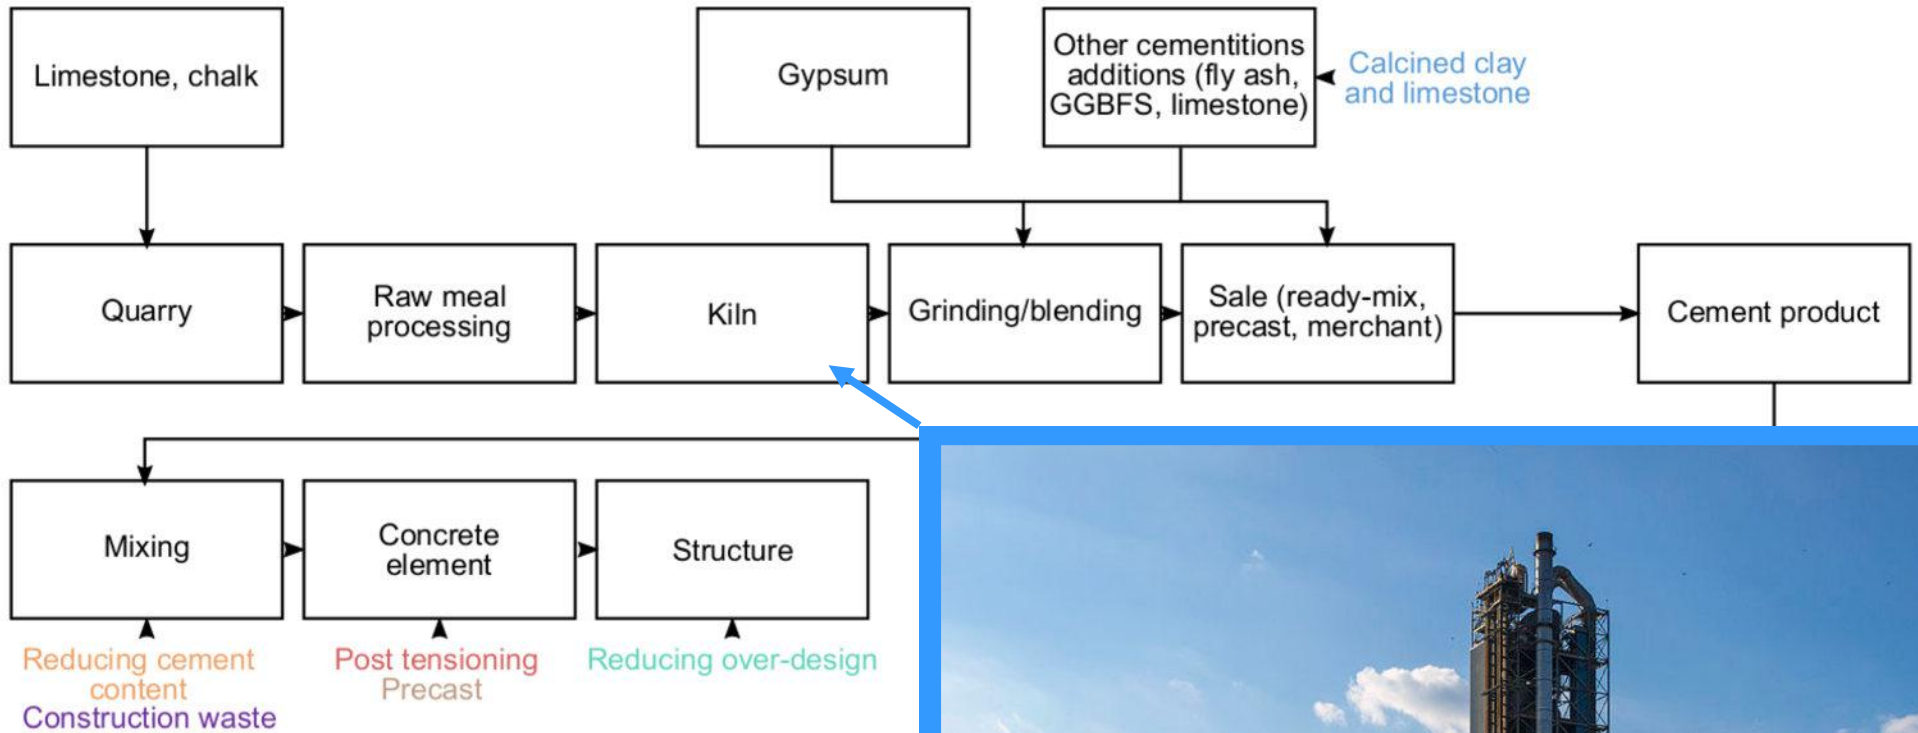 Limestone, chalk
Gypsum
Other cementitions
additions (fly ash,
GGBFS, limestone)
Calcined clay
and limestone
Quarry
Raw meal
processing
Kiln
Grinding/blending
Sale (ready-mix,
precast, merchant)
Cement product
Mixing
Concrete
element
Structure
Reducing cement
content
Construction waste
Post tensioning
Precast
Reducing over-design